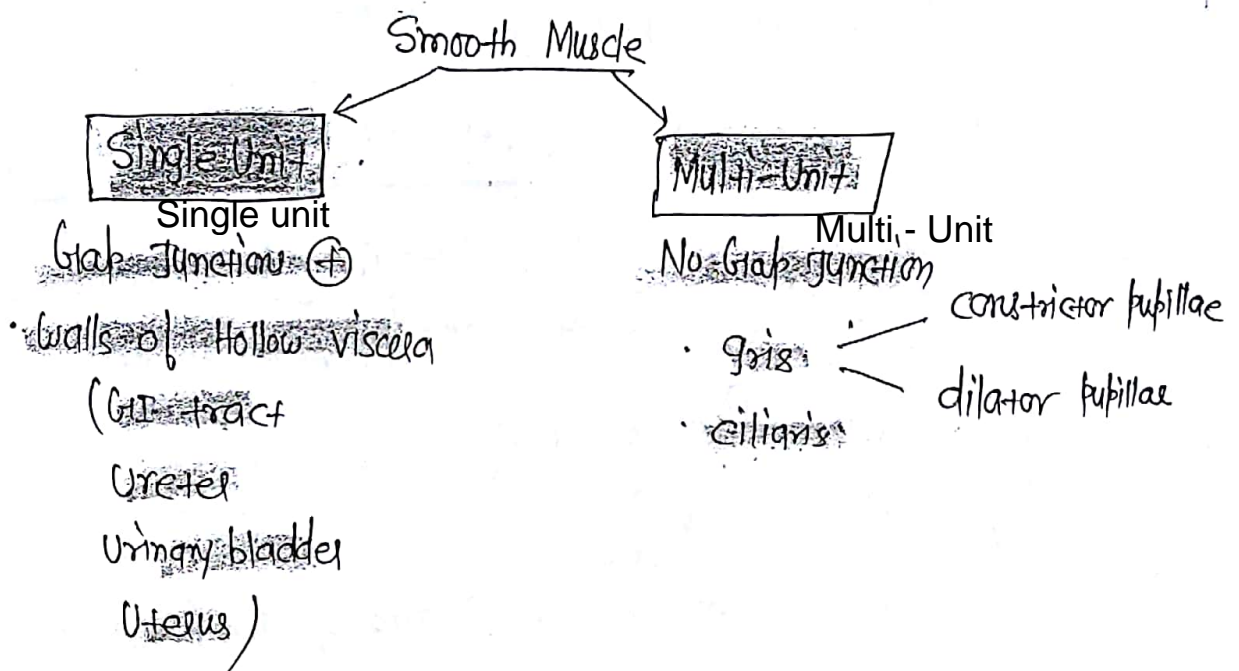 Smooth Muscle
Single Unit
Single unit
Gap Junction ⊕
• Walls of Hollow viscera
(GI tract
Ureter
Urinary bladder
Uterus)
Multi-Unit
Multi - Unit
No Gap Junction
• Iris
constrictor pupillae
dilator pupillae
• ciliaris